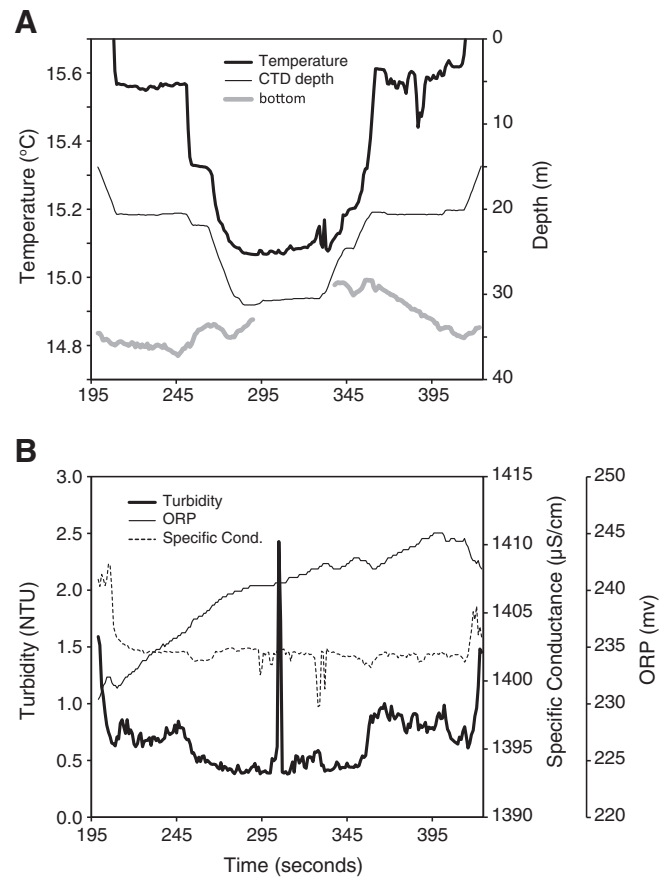 A
Temperature
CTD depth
bottom
Temperature (°C)
15.6
15.4
15.2
15.0
14.8
0
10
20
30
40
Depth (m)
195
245
295
345
395
B
Turbidity
ORP
Specific Cond.
Turbidity (NTU)
3.0
2.5
2.0
1.5
1.0
0.5
0.0
1415
1410
1405
1400
1395
1390
Specific Conductance (µS/cm)
250
245
240
235
230
225
220
ORP (mv)
195
245
295
345
395
Time (seconds)